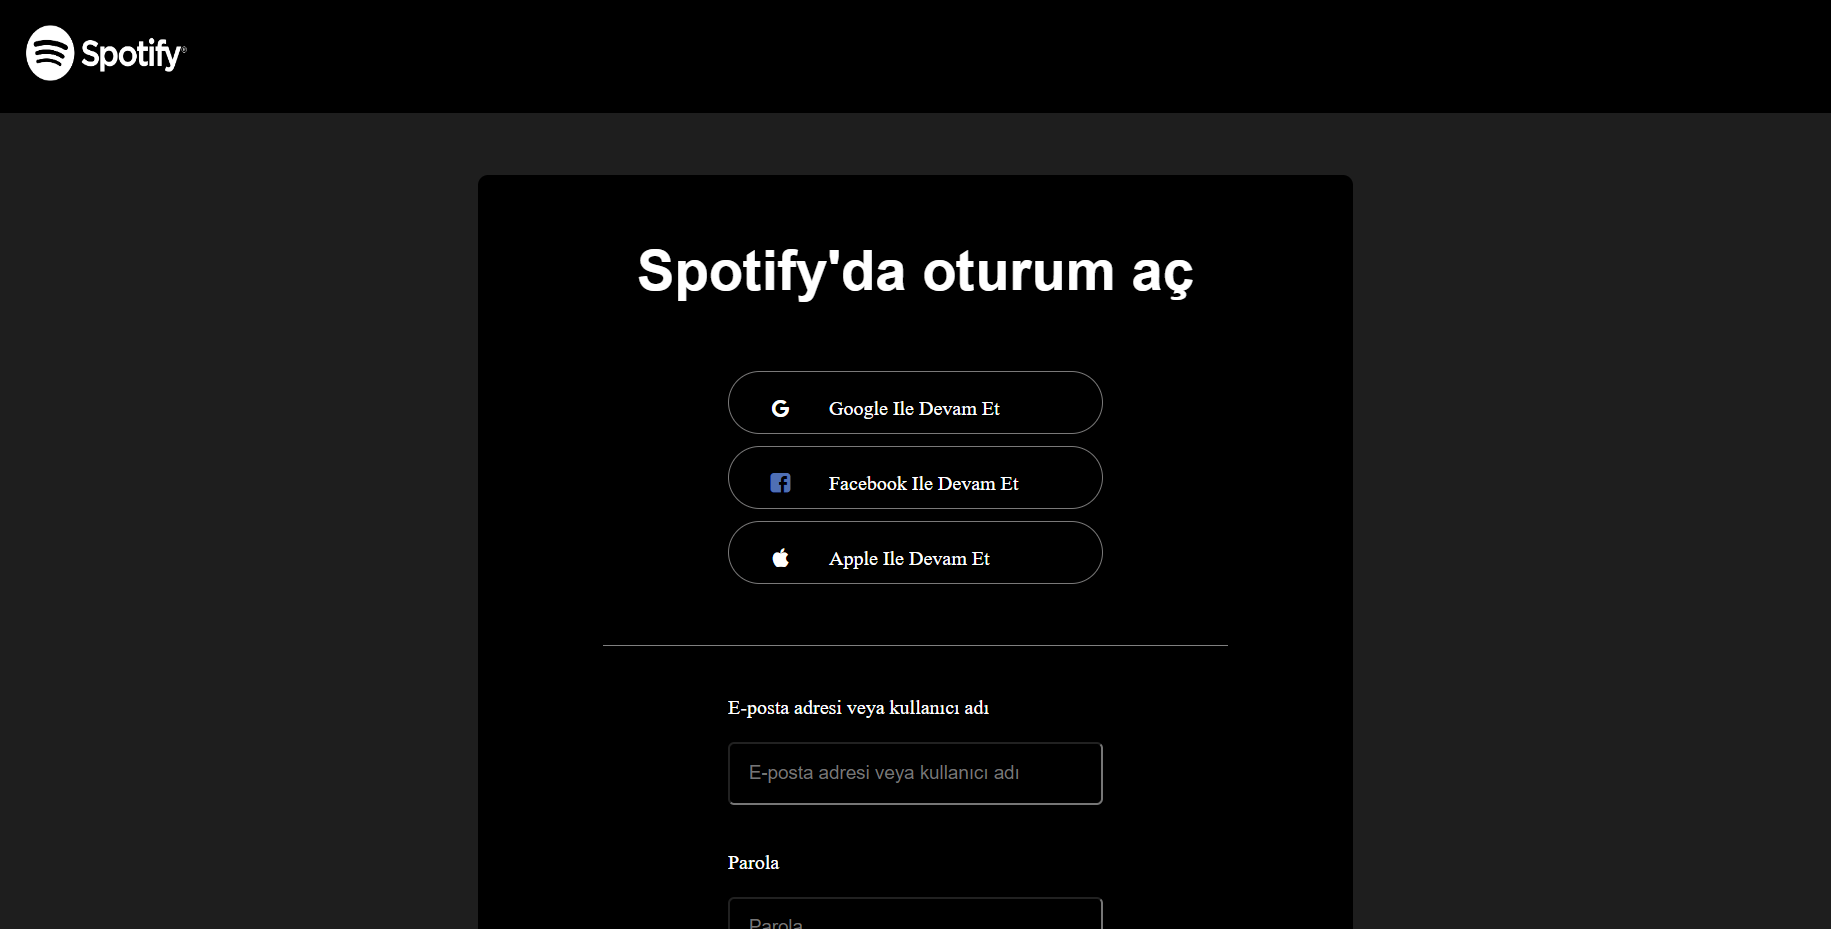 Spotify®
Spotify'da oturum aç
Google Ile Devam Et
Facebook Ile Devam Et
Apple Ile Devam Et
E-posta adresi veya kullanıcı adı
E-posta adresi veya kullanıcı adı
Parola
Parola